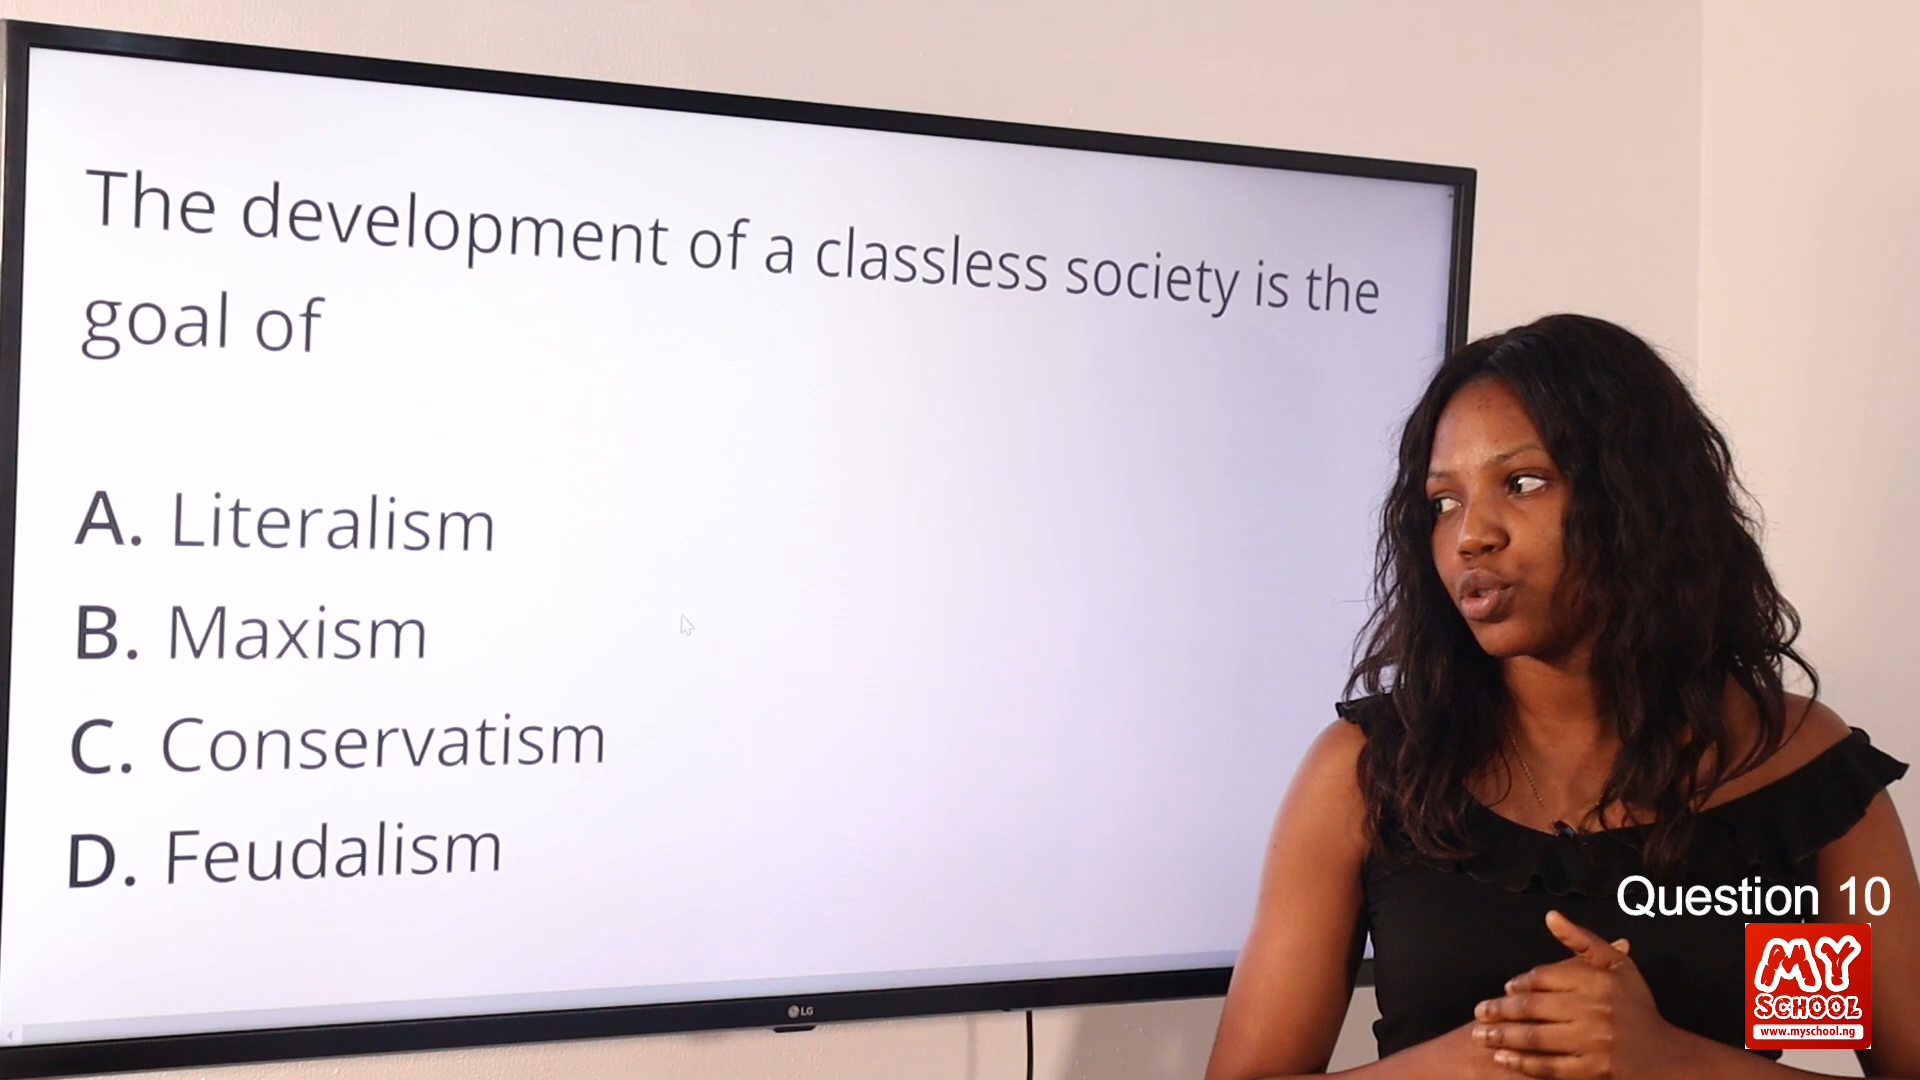 The development of a classless society is the
goal of
A. Literalism
B. Maxism
C. Conservatism
D. Feudalism
LG
Question 10
MY
SCHOOL
www.myschool.ng